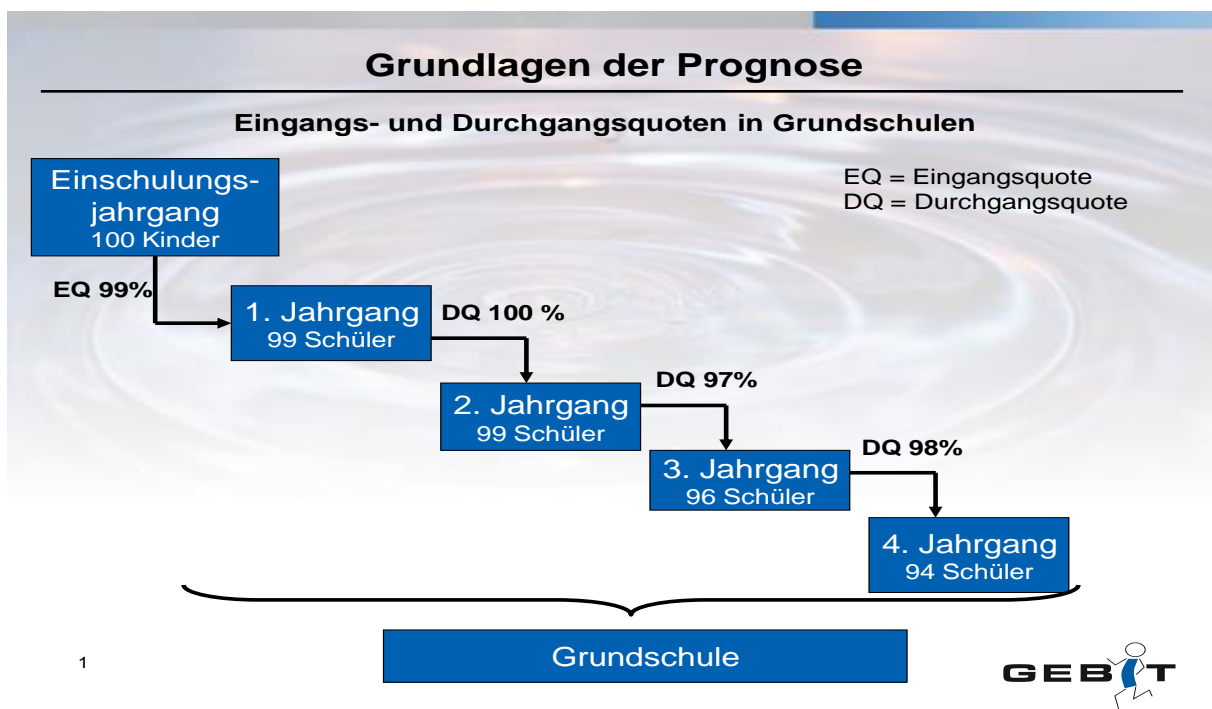 Grundlagen der Prognose
Eingangs- und Durchgangsquoten in Grundschulen
Einschulungs-
jahrgang
100 Kinder
EQ = Eingangsquote
DQ = Durchgangsquote
EQ 99%
1. Jahrgang
99 Schüler
DQ 100 %
2. Jahrgang
99 Schüler
DQ 97%
3. Jahrgang
96 Schüler
DQ 98%
4. Jahrgang
94 Schüler
Grundschule
1
GEBIT